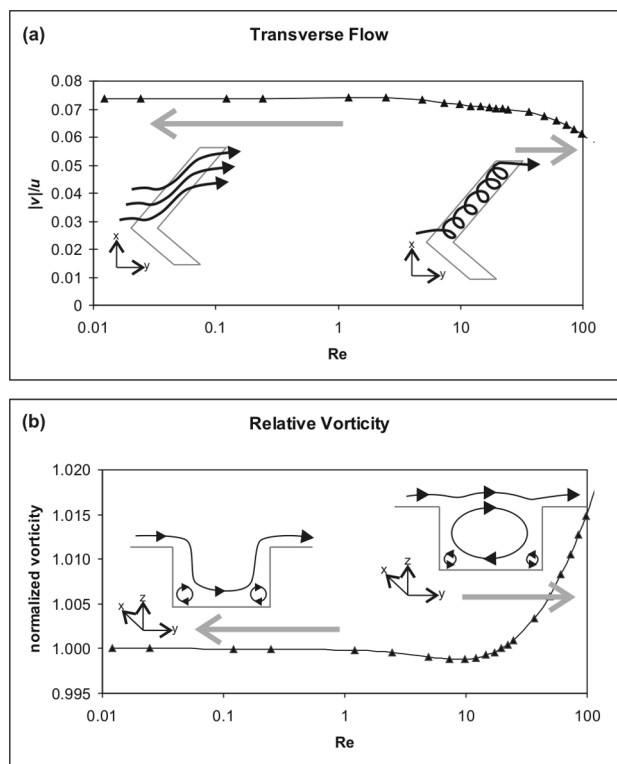 (a)
Transverse Flow
0.08
0.07
0.06
0.05
0.04
0.03
0.02
0.01
0
|v|/u
x
y
x
y
0.01 0.1 1 10 100
Re
(b)
Relative Vorticity
1.020
1.015
1.010
1.005
1.000
0.995
normalized vorticity
x z
y
x z
y
0.01 0.1 1 10 100
Re